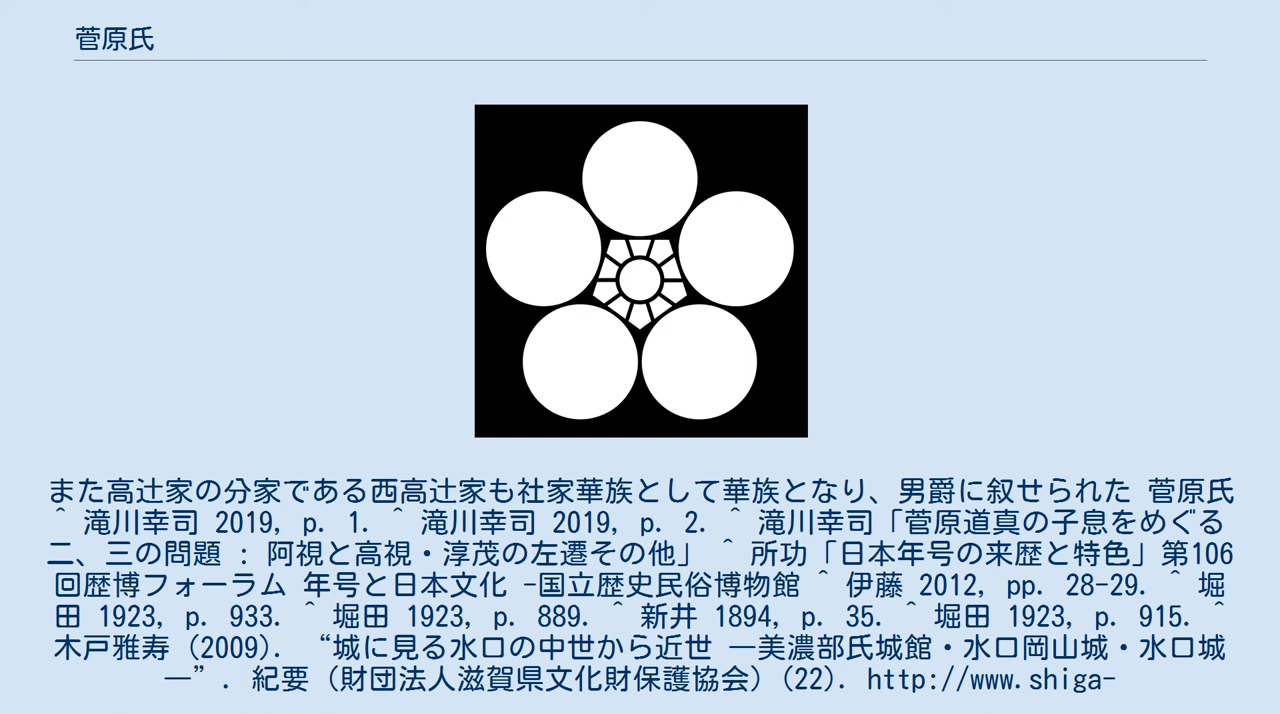 菅原氏
また高辻家の分家である西高辻家も社家華族として華族となり、男爵に叙せられた 菅原氏
^ 滝川幸司 2019, p. 1. ^ 滝川幸司 2019, p. 2. ^ 滝川幸司「菅原道真の子息をめぐる
二、三の問題 : 阿視と高視・淳茂の左遷その他」 ^ 所功「日本年号の来歴と特色」第106
回歴博フォーラム 年号と日本文化 -国立歴史民俗博物館 ^ 伊藤 2012, pp. 28-29. ^ 堀
田 1923, p. 933. ^ 堀田 1923, p. 889. ^ 新井 1894, p. 35. ^ 堀田 1923, p. 915. ^
木戸雅寿 (2009). “城に見る水口の中世から近世 ―美濃部氏城館・水口岡山城・水口城
―”. 紀要 (財団法人滋賀県文化財保護協会) (22). http://www.shiga-